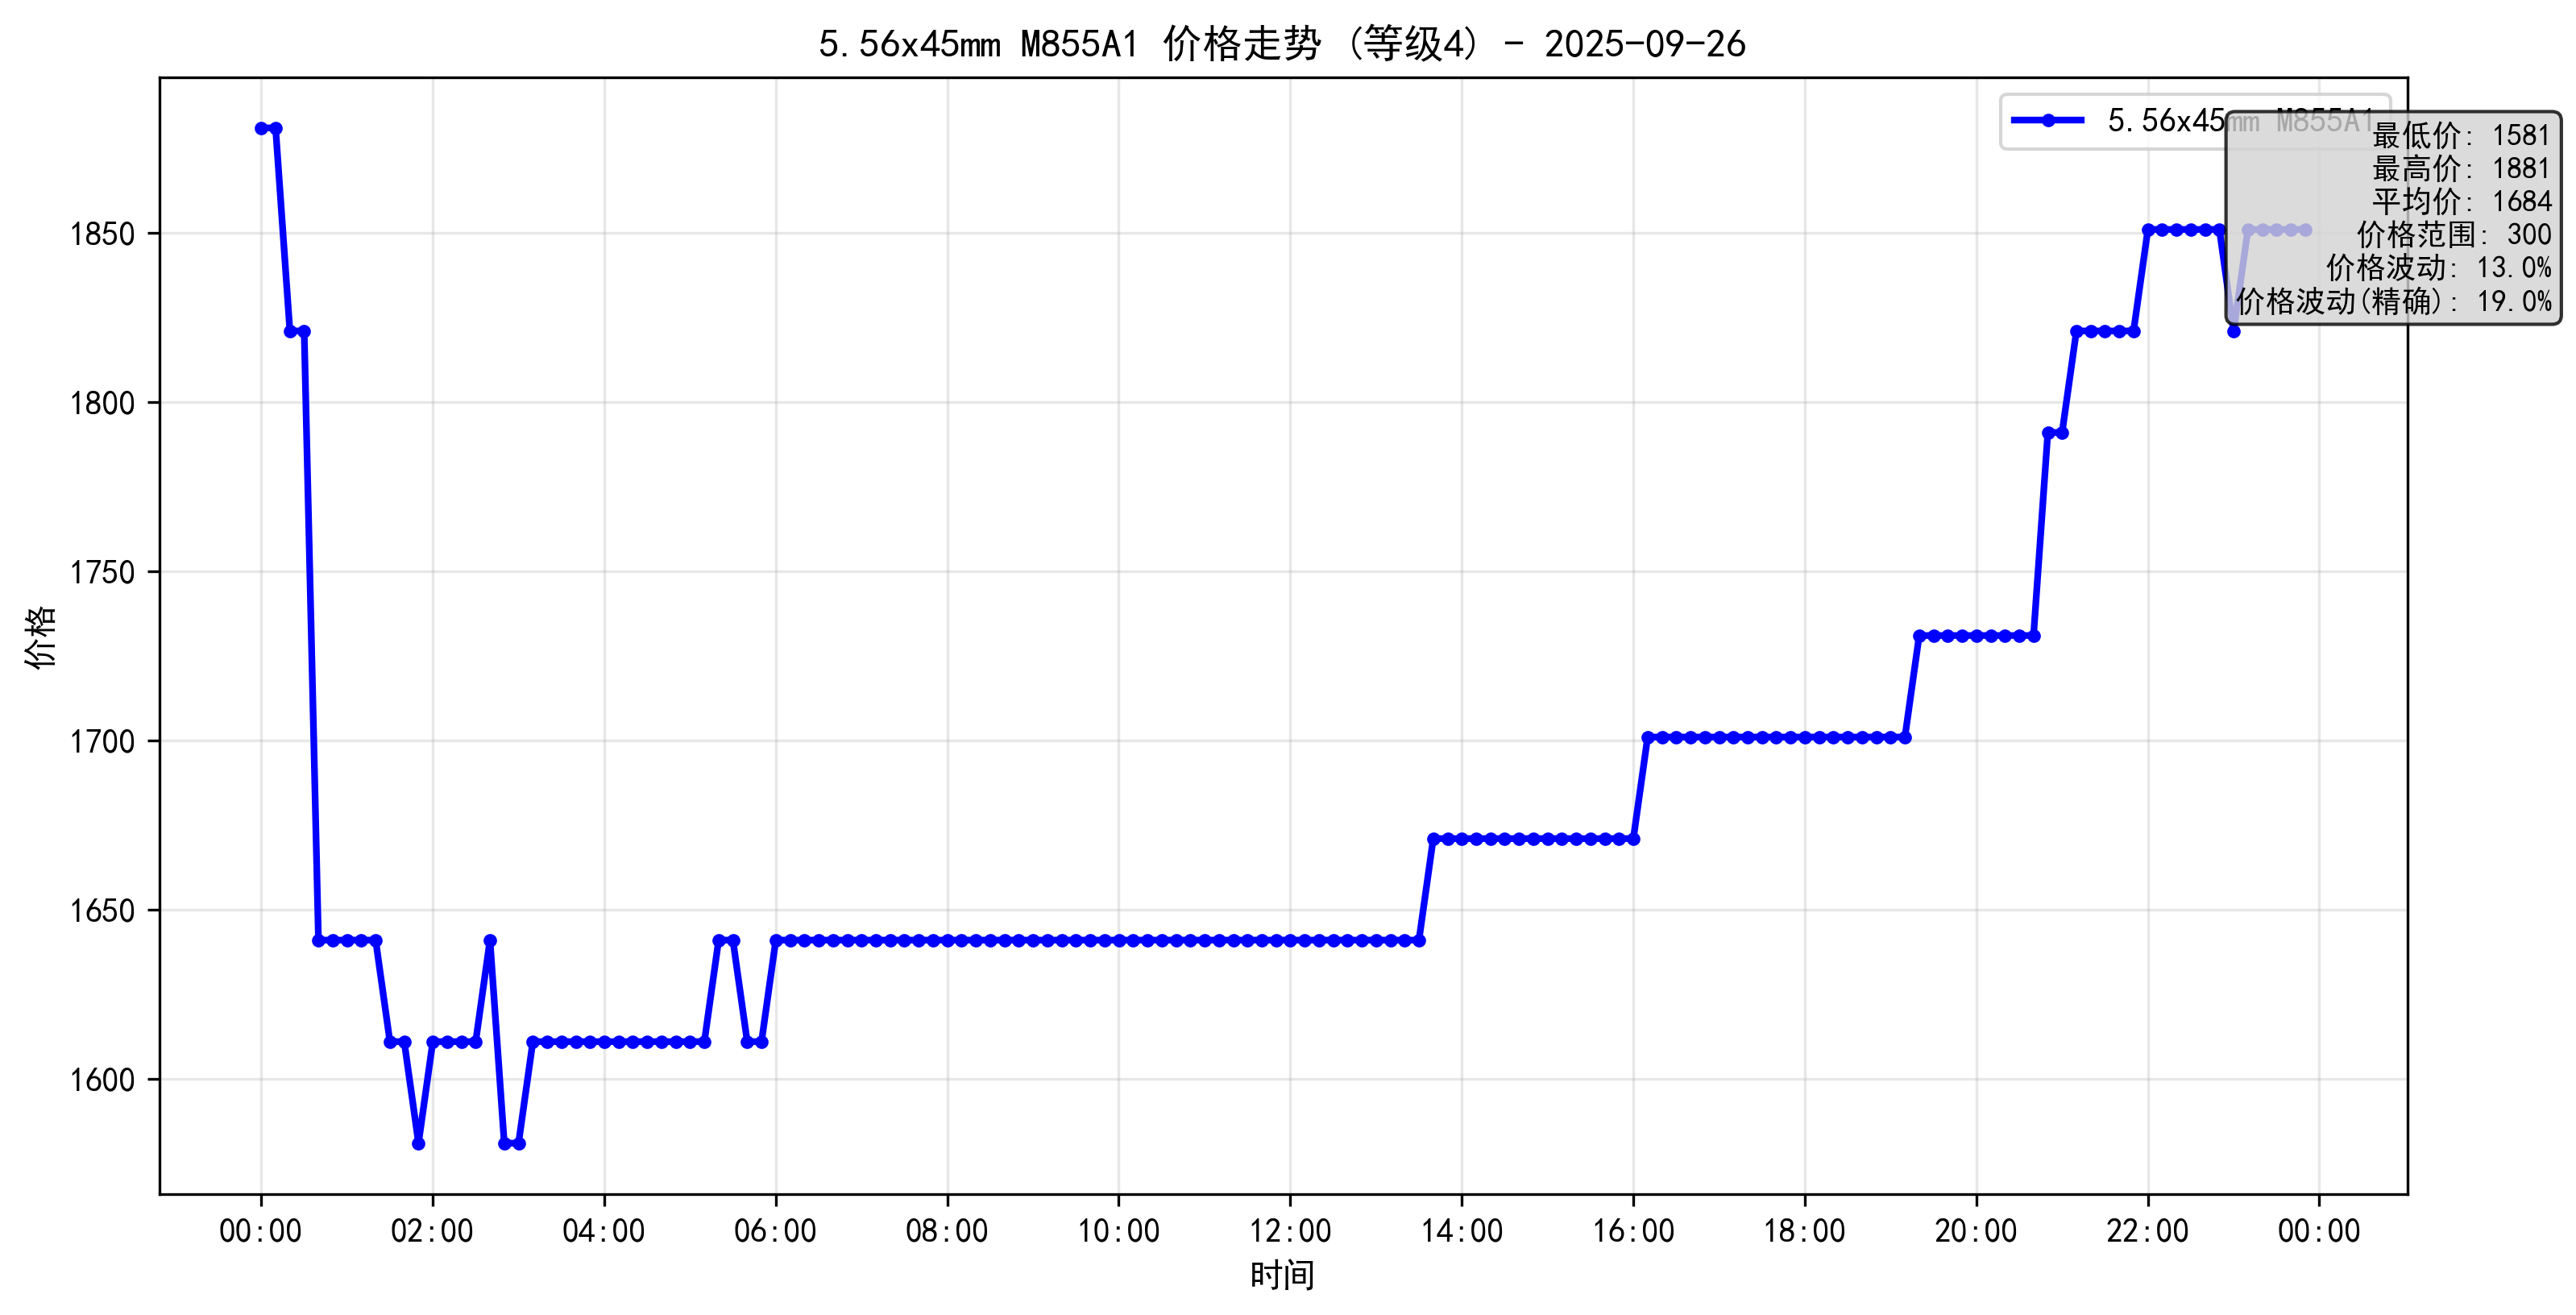 5.56x45mm M855A1 价格走势 (等级4) - 2025-09-26
5.56x45mm M855A1
最低价: 1581
最高价: 1881
平均价: 1684
价格范围: 300
价格波动: 13.0%
价格波动(精确): 19.0%
价格
1850
1800
1750
1700
1650
1600
00:00 02:00 04:00 06:00 08:00 10:00 12:00 14:00 16:00 18:00 20:00 22:00 00:00
时间